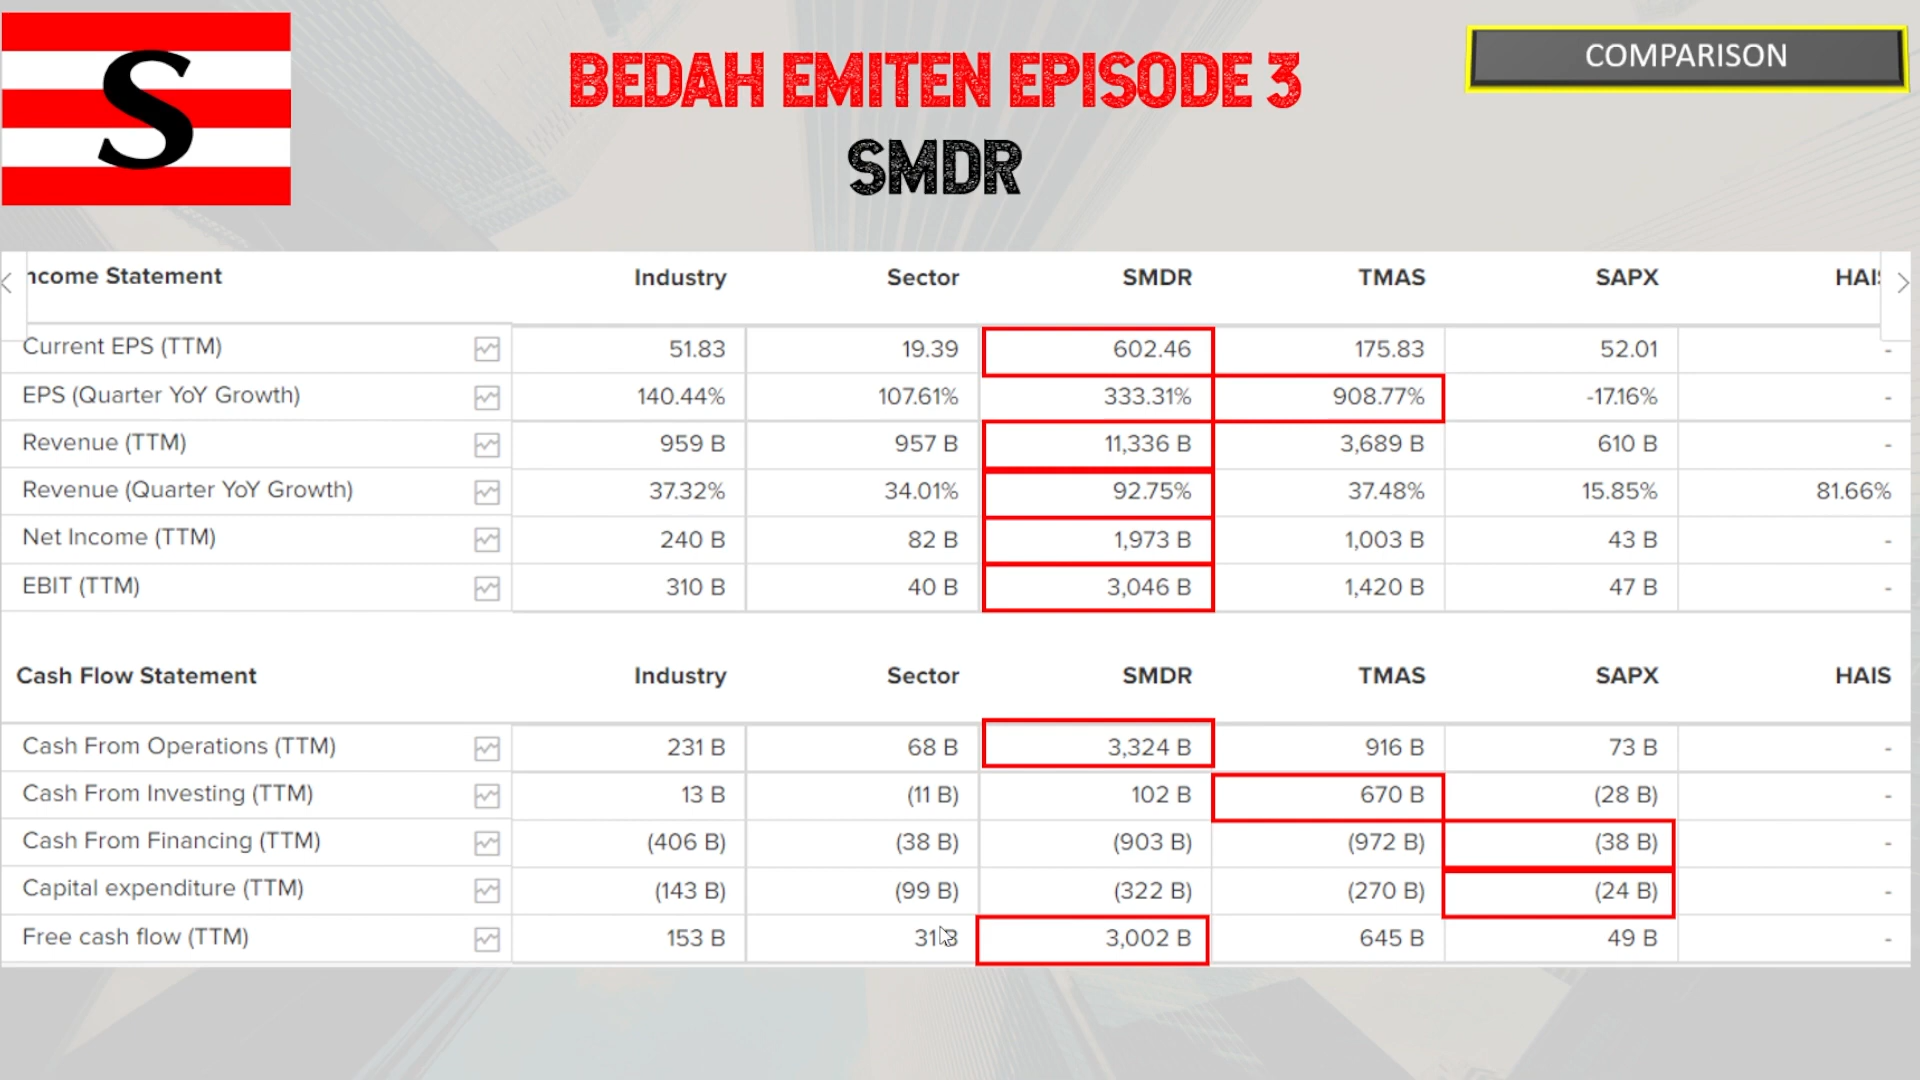 S
BEDAH EMITEN EPISODE 3
SMDR
COMPARISON
ncome Statement Industry Sector SMDR TMAS SAPX HAIS
Current EPS (TTM) 51.83 19.39 602.46 175.83 52.01 -
EPS (Quarter YoY Growth) 140.44% 107.61% 333.31% 908.77% -17.16% -
Revenue (TTM) 959 B 957 B 11,336 B 3,689 B 610 B -
Revenue (Quarter YoY Growth) 37.32% 34.01% 92.75% 37.48% 15.85% 81.66%
Net Income (TTM) 240 B 82 B 1,973 B 1,003 B 43 B -
EBIT (TTM) 310 B 40 B 3,046 B 1,420 B 47 B -
Cash Flow Statement Industry Sector SMDR TMAS SAPX HAIS
Cash From Operations (TTM) 231 B 68 B 3,324 B 916 B 73 B -
Cash From Investing (TTM) 13 B (11 B) 102 B 670 B (28 B) -
Cash From Financing (TTM) (406 B) (38 B) (903 B) (972 B) (38 B) -
Capital expenditure (TTM) (143 B) (99 B) (322 B) (270 B) (24 B) -
Free cash flow (TTM) 153 B 31 B 3,002 B 645 B 49 B -